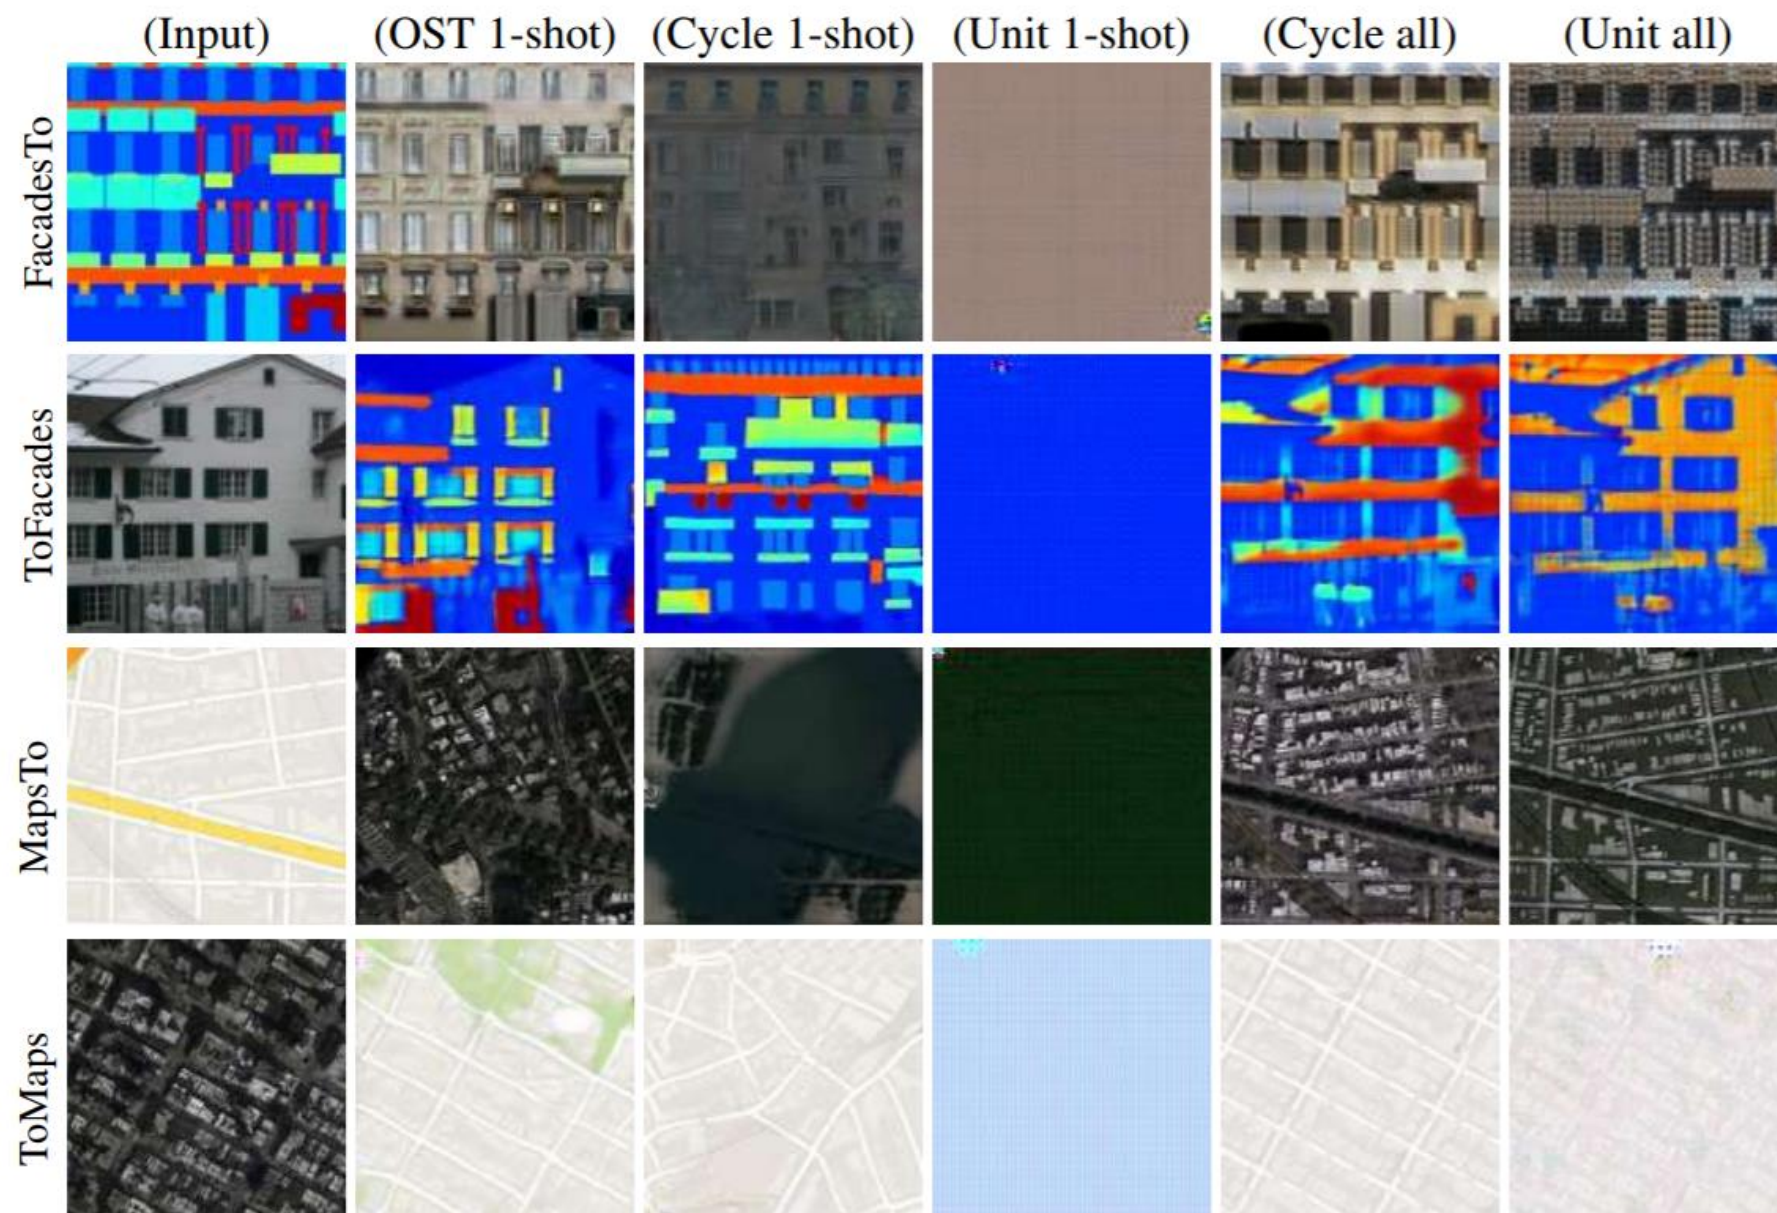 (Input) (OST 1-shot) (Cycle 1-shot) (Unit 1-shot) (Cycle all) (Unit all)
FacadesTo
ToFacades
MapsTo
ToMaps